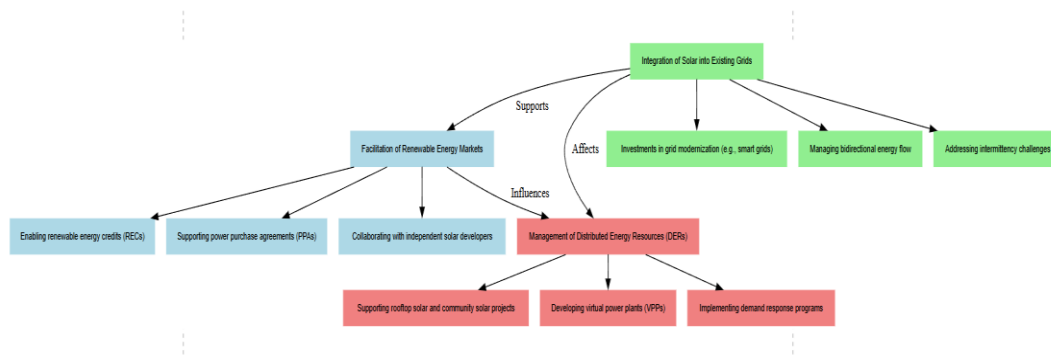 Integration of Solar into Existing Grids
Supports
Facilitation of Renewable Energy Markets
Affects
Investments in grid modernization (e.g., smart grids)
Managing bidirectional energy flow
Addressing intermittency challenges
Influences
Enabling renewable energy credits (RECs)
Supporting power purchase agreements (PPAs)
Collaborating with independent solar developers
Management of Distributed Energy Resources (DERs)
Supporting rooftop solar and community solar projects
Developing virtual power plants (VPPs)
Implementing demand response programs